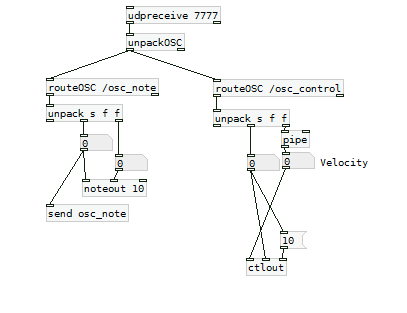 udpreceive 7777
unpackOSC
routeOSC /osc_note
routeOSC /osc_control
unpack s f f
unpack s f f
pipe
0
0
0
0
Velocity
noteout 10
send osc_note
10
ctlout